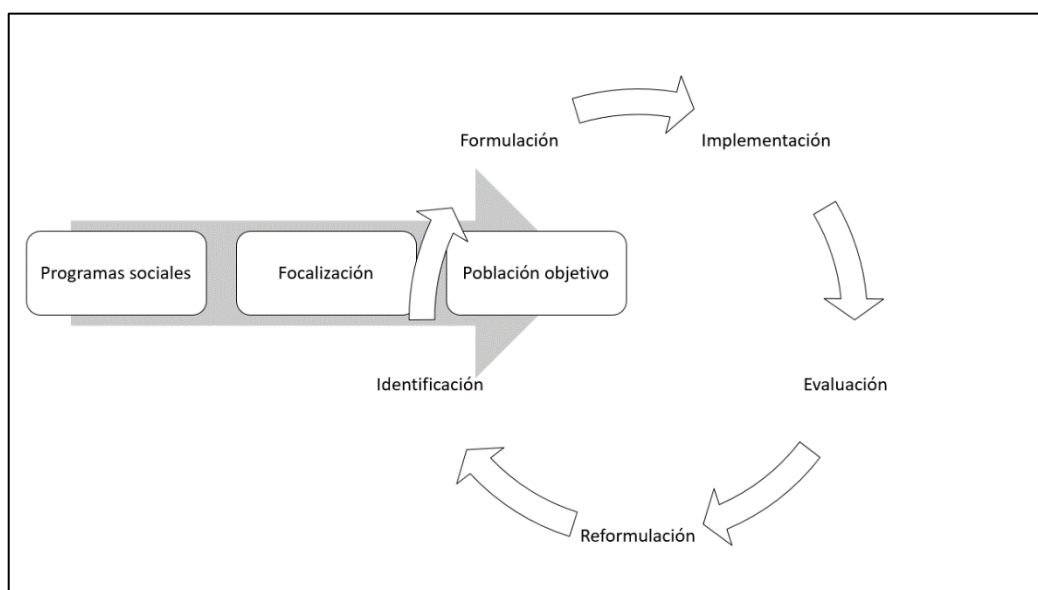 Formulación
Implementación
Programas sociales
Focalización
Población objetivo
Identificación
Evaluación
Reformulación